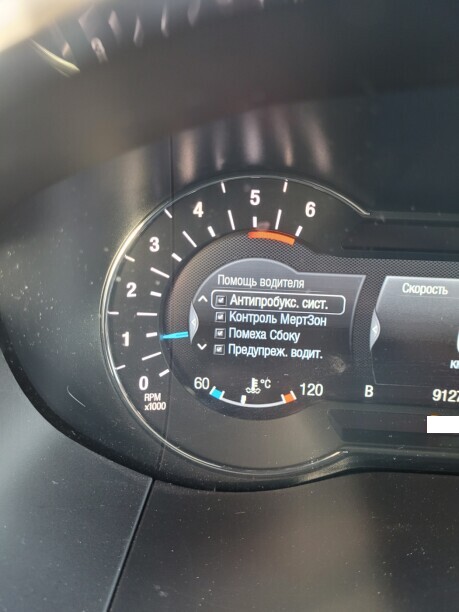 6
5
4
3
2
1
0
RPM
x1000
Помощь водителя
Антипробукс. сист.
Контроль МертЗон
Помеха Сбоку
Предупреж. водит.
60 °C 120
Скорость
В
9127